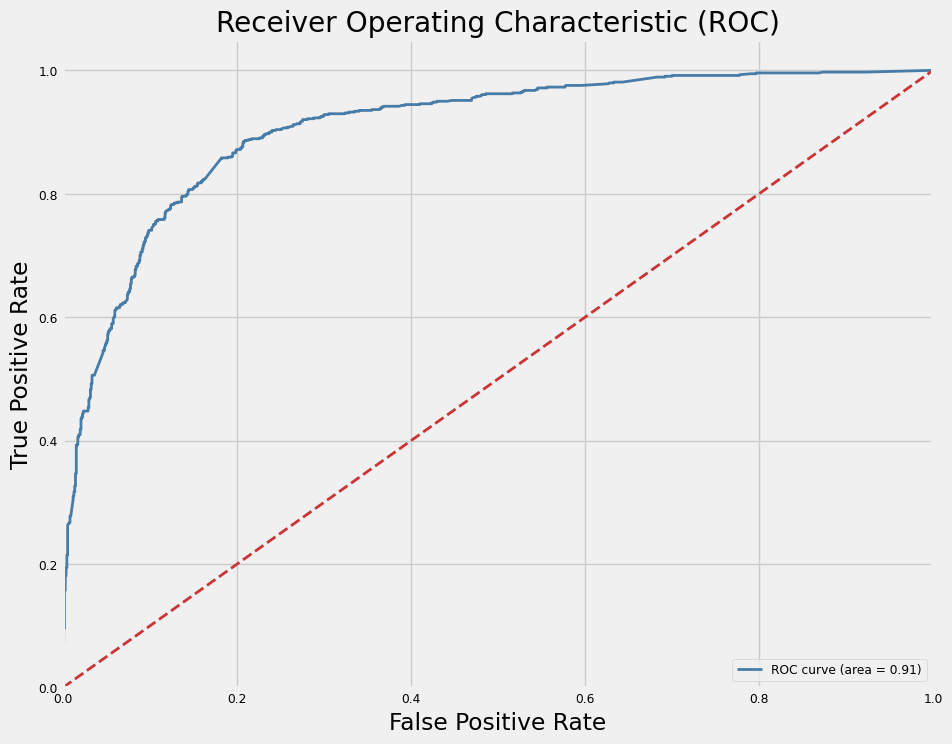 Receiver Operating Characteristic (ROC)
True Positive Rate
1.0
0.8
0.6
0.4
0.2
0.0
0.0 0.2 0.4 0.6 0.8 1.0
False Positive Rate
ROC curve (area = 0.91)